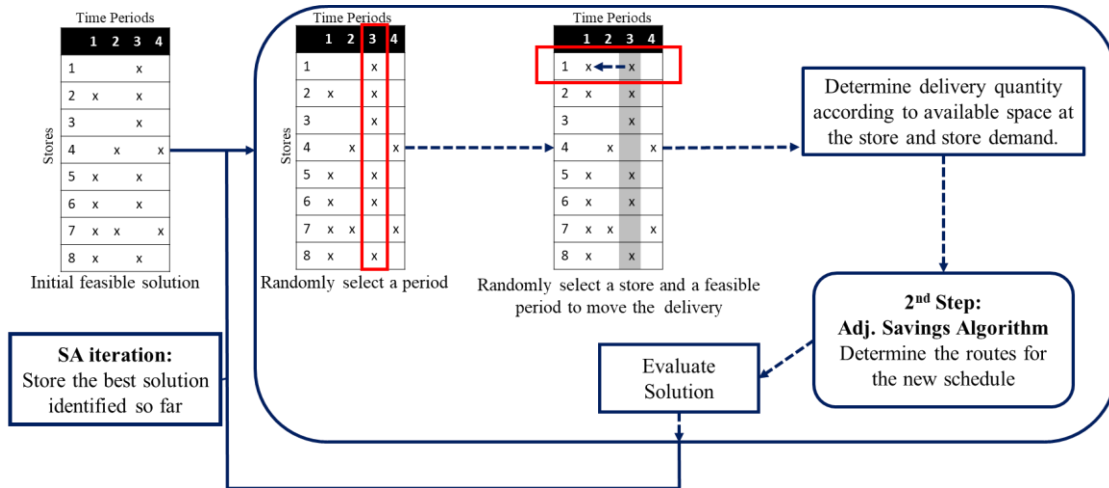 Time Periods
1 2 3 4
1 x
2 x x
3 x
4 x x
5 x x
6 x x
7 x x x
8 x x
Stores
Initial feasible solution
Time Periods
1 2 3 4
1 x
2 x x
3 x
4 x x
5 x x
6 x x
7 x x x
8 x x
Stores
Randomly select a period
Time Periods
1 2 3 4
1 x x
2 x x
3 x
4 x x
5 x x
6 x x
7 x x x
8 x x
Randomly select a store and a feasible
period to move the delivery
Determine delivery quantity
according to available space at
the store and store demand.
2nd Step:
Adj. Savings Algorithm
Determine the routes for
the new schedule
Evaluate
Solution
SA iteration:
Store the best solution
identified so far